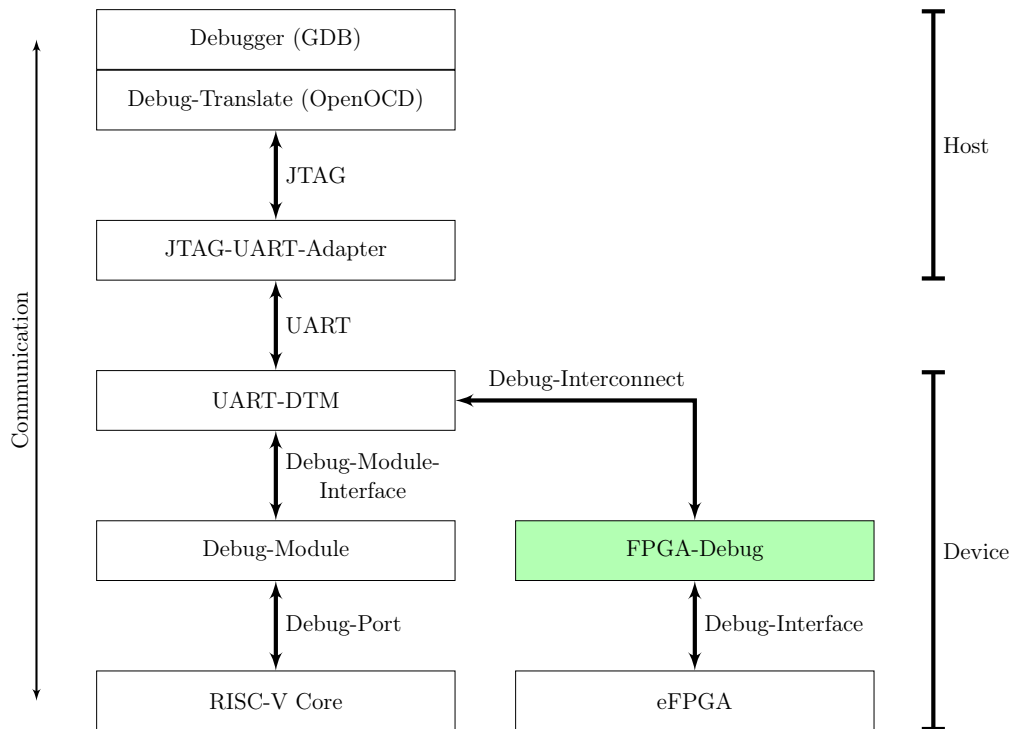 Debugger (GDB)
Debug-Translate (OpenOCD)
Host
JTAG
JTAG-UART-Adapter
Communication
UART
Debug-Interconnect
UART-DTM
Debug-Module-
Interface
Debug-Module
FPGA-Debug
Device
Debug-Port
Debug-Interface
RISC-V Core
eFPGA